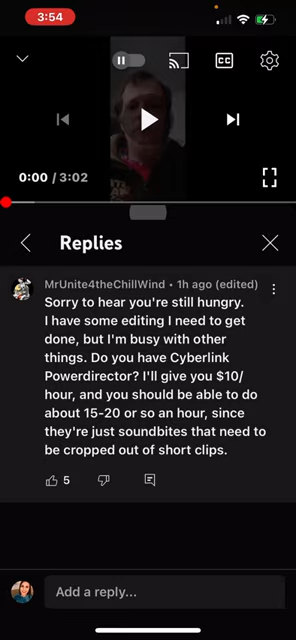 3:54
CC
0:00 / 3:02
Replies
MrUnite4theChillWind • 1h ago (edited)
Sorry to hear you're still hungry.
I have some editing I need to get
done, but I'm busy with other
things. Do you have Cyberlink
Powerdirector? I'll give you $10/
hour, and you should be able to do
about 15-20 or so an hour, since
they're just soundbites that need to
be cropped out of short clips.
5
Add a reply...